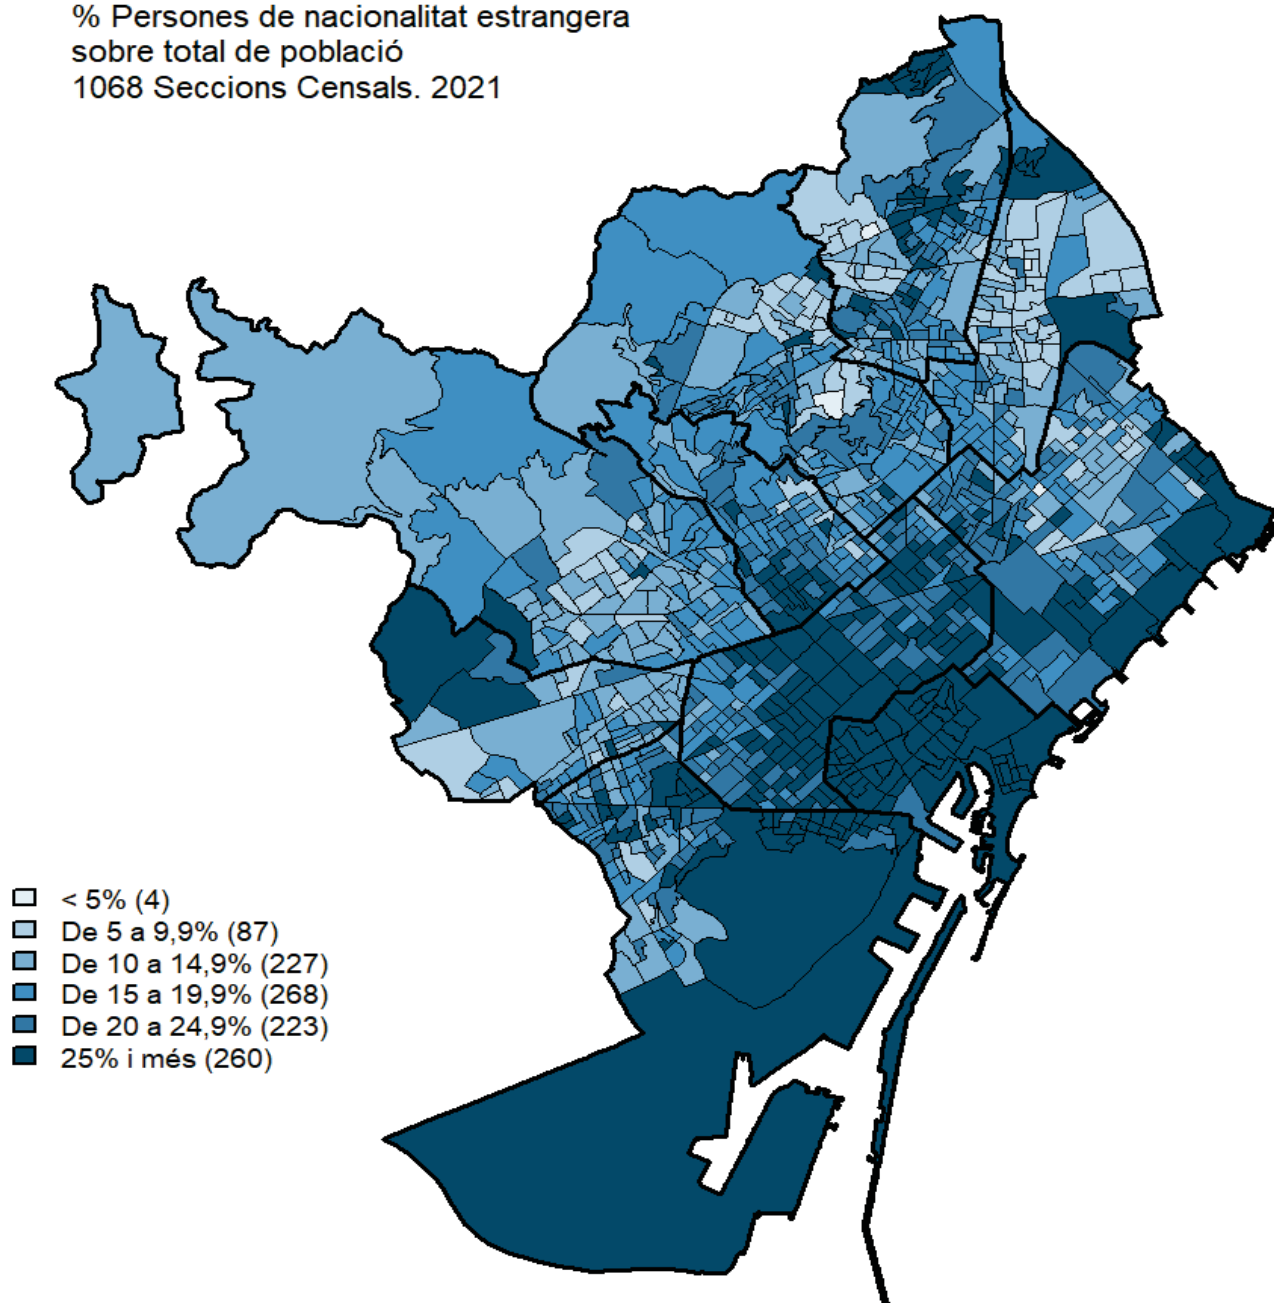 % Persones de nacionalitat estrangera
sobre total de població
1068 Seccions Censals. 2021
< 5% (4)
De 5 a 9,9% (87)
De 10 a 14,9% (227)
De 15 a 19,9% (268)
De 20 a 24,9% (223)
25% i més (260)